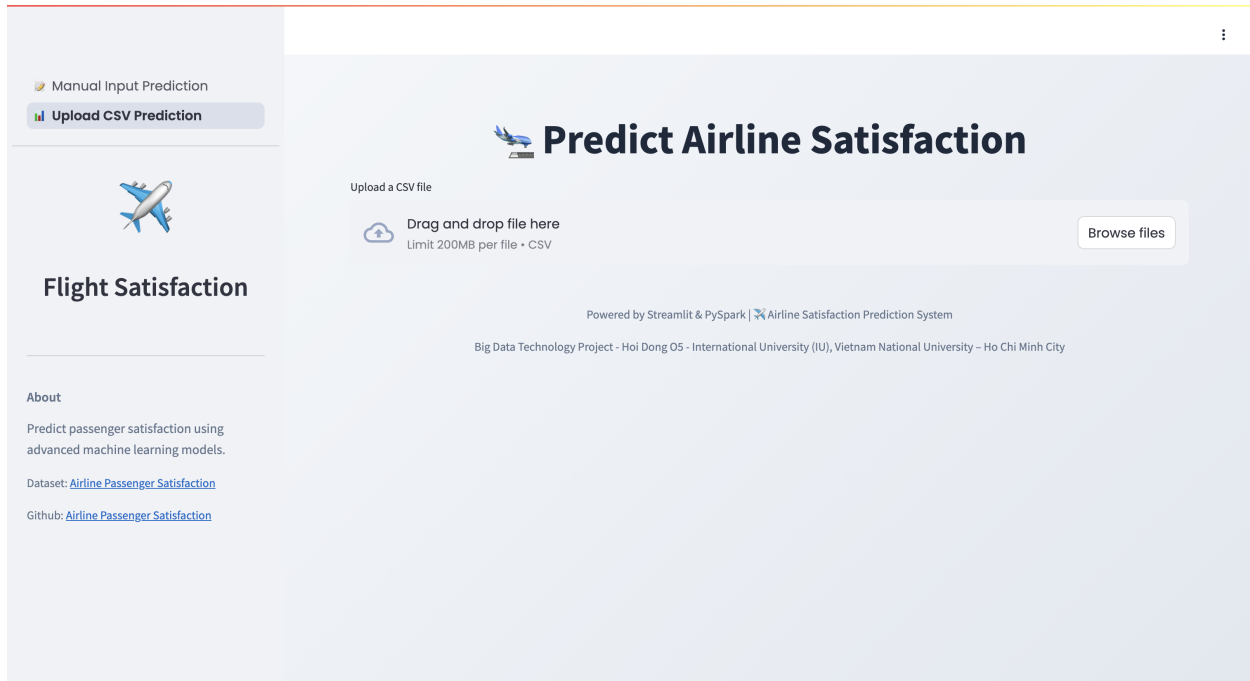 Manual Input Prediction
Upload CSV Prediction
Flight Satisfaction
About
Predict passenger satisfaction using
advanced machine learning models.
Dataset: Airline Passenger Satisfaction
Github: Airline Passenger Satisfaction
Predict Airline Satisfaction
Upload a CSV file
Drag and drop file here
Limit 200MB per file • CSV
Browse files
Powered by Streamlit & PySpark | ✈️ Airline Satisfaction Prediction System
Big Data Technology Project - Hoi Dong O5 - International University (IU), Vietnam National University – Ho Chi Minh City